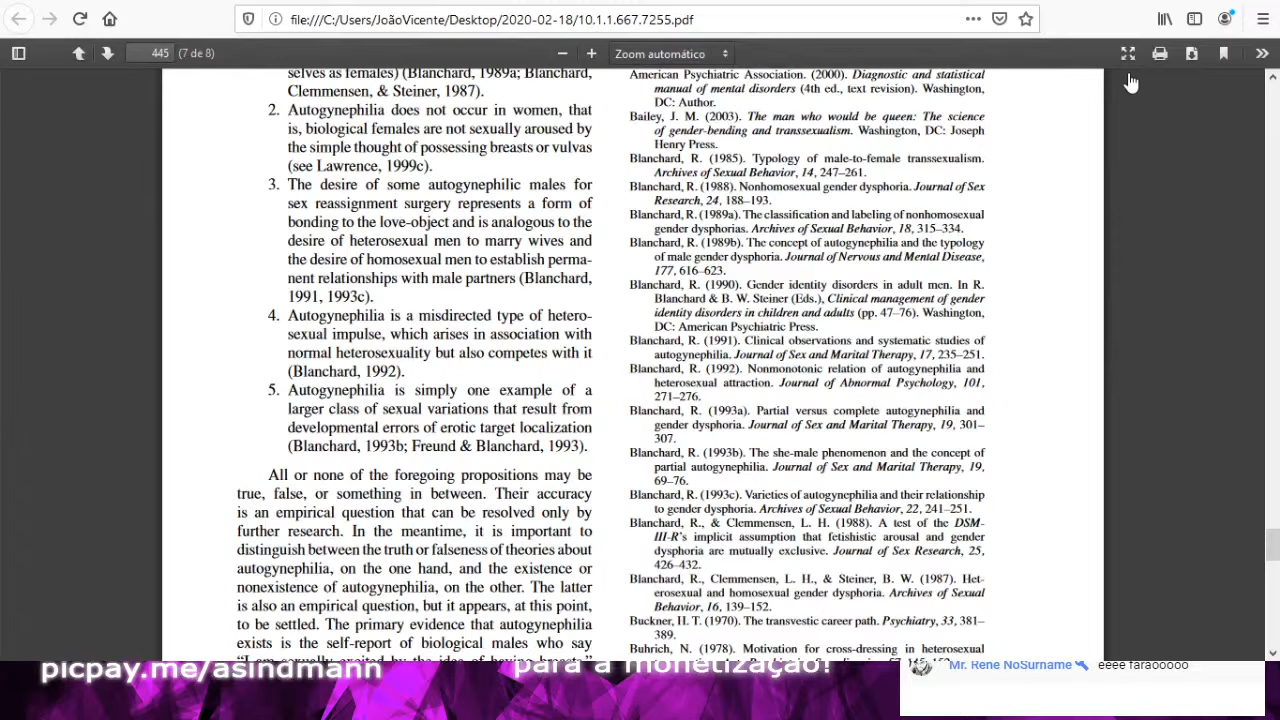 file:///C:/Users/JoãoVicente/Desktop/2020-02-18/10.1.1.667.7255.pdf
445 (7 de 8)
Zoom automático
selves as females) (Blanchard, 1989a; Blanchard,
Clemmensen, & Steiner, 1987).
2. Autogynephilia does not occur in women, that
is, biological females are not sexually aroused by
the simple thought of possessing breasts or vulvas
(see Lawrence, 1999c).
3. The desire of some autogynephilic males for
sex reassignment surgery represents a form of
bonding to the love-object and is analogous to the
desire of heterosexual men to marry wives and
the desire of homosexual men to establish perma-
nent relationships with male partners (Blanchard,
1991, 1993c).
4. Autogynephilia is a misdirected type of hetero-
sexual impulse, which arises in association with
normal heterosexuality but also competes with it
(Blanchard, 1992).
5. Autogynephilia is simply one example of a
larger class of sexual variations that result from
developmental errors of erotic target localization
(Blanchard, 1993b; Freund & Blanchard, 1993).
All or none of the foregoing propositions may be
true, false, or something in between. Their accuracy
is an empirical question that can be resolved only by
further research. In the meantime, it is important to
distinguish between the truth or falseness of theories about
autogynephilia, on the one hand, and the existence or
nonexistence of autogynephilia, on the other. The latter
is also an empirical question, but it appears, at this point,
to be settled. The primary evidence that autogynephilia
exists is the self-report of biological males who say
“I am sexually excited by the idea of having breasts.”
American Psychiatric Association. (2000). Diagnostic and statistical
manual of mental disorders (4th ed., text revision). Washington,
DC: Author.
Bailey, J. M. (2003). The man who would be queen: The science
of gender-bending and transsexualism. Washington, DC: Joseph
Henry Press.
Blanchard, R. (1985). Typology of male-to-female transsexualism.
Archives of Sexual Behavior, 14, 247–261.
Blanchard, R. (1988). Nonhomosexual gender dysphoria. Journal of Sex
Research, 24, 188–193.
Blanchard, R. (1989a). The classification and labeling of nonhomosexual
gender dysphorias. Archives of Sexual Behavior, 18, 315–334.
Blanchard, R. (1989b). The concept of autogynephilia and the typology
of male gender dysphoria. Journal of Nervous and Mental Disease,
177, 616–623.
Blanchard, R. (1990). Gender identity disorders in adult men. In R.
Blanchard & B. W. Steiner (Eds.), Clinical management of gender
identity disorders in children and adults (pp. 47–76). Washington,
DC: American Psychiatric Press.
Blanchard, R. (1991). Clinical observations and systematic studies of
autogynephilia. Journal of Sex and Marital Therapy, 17, 235–251.
Blanchard, R. (1992). Nonmonotonic relation of autogynephilia and
heterosexual attraction. Journal of Abnormal Psychology, 101,
271–276.
Blanchard, R. (1993a). Partial versus complete autogynephilia and
gender dysphoria. Journal of Sex and Marital Therapy, 19, 301–
307.
Blanchard, R. (1993b). The she-male phenomenon and the concept of
partial autogynephilia. Journal of Sex and Marital Therapy, 19,
69–76.
Blanchard, R. (1993c). Varieties of autogynephilia and their relationship
to gender dysphoria. Archives of Sexual Behavior, 22, 241–251.
Blanchard, R., & Clemmensen, L. H. (1988). A test of the DSM-
III-R’s implicit assumption that fetishistic arousal and gender
dysphoria are mutually exclusive. Journal of Sex Research, 25,
426–432.
Blanchard, R., Clemmensen, L. H., & Steiner, B. W. (1987). Het-
erosexual and homosexual gender dysphoria. Archives of Sexual
Behavior, 16, 139–152.
Buckner, H. T. (1970). The transvestic career path. Psychiatry, 33, 381–
389.
Buhrich, N. (1978). Motivation for cross-dressing in heterosexual
picpay.me/ashumann
para a monetização!
Mr. Rene NoSurname eeee faraooooo